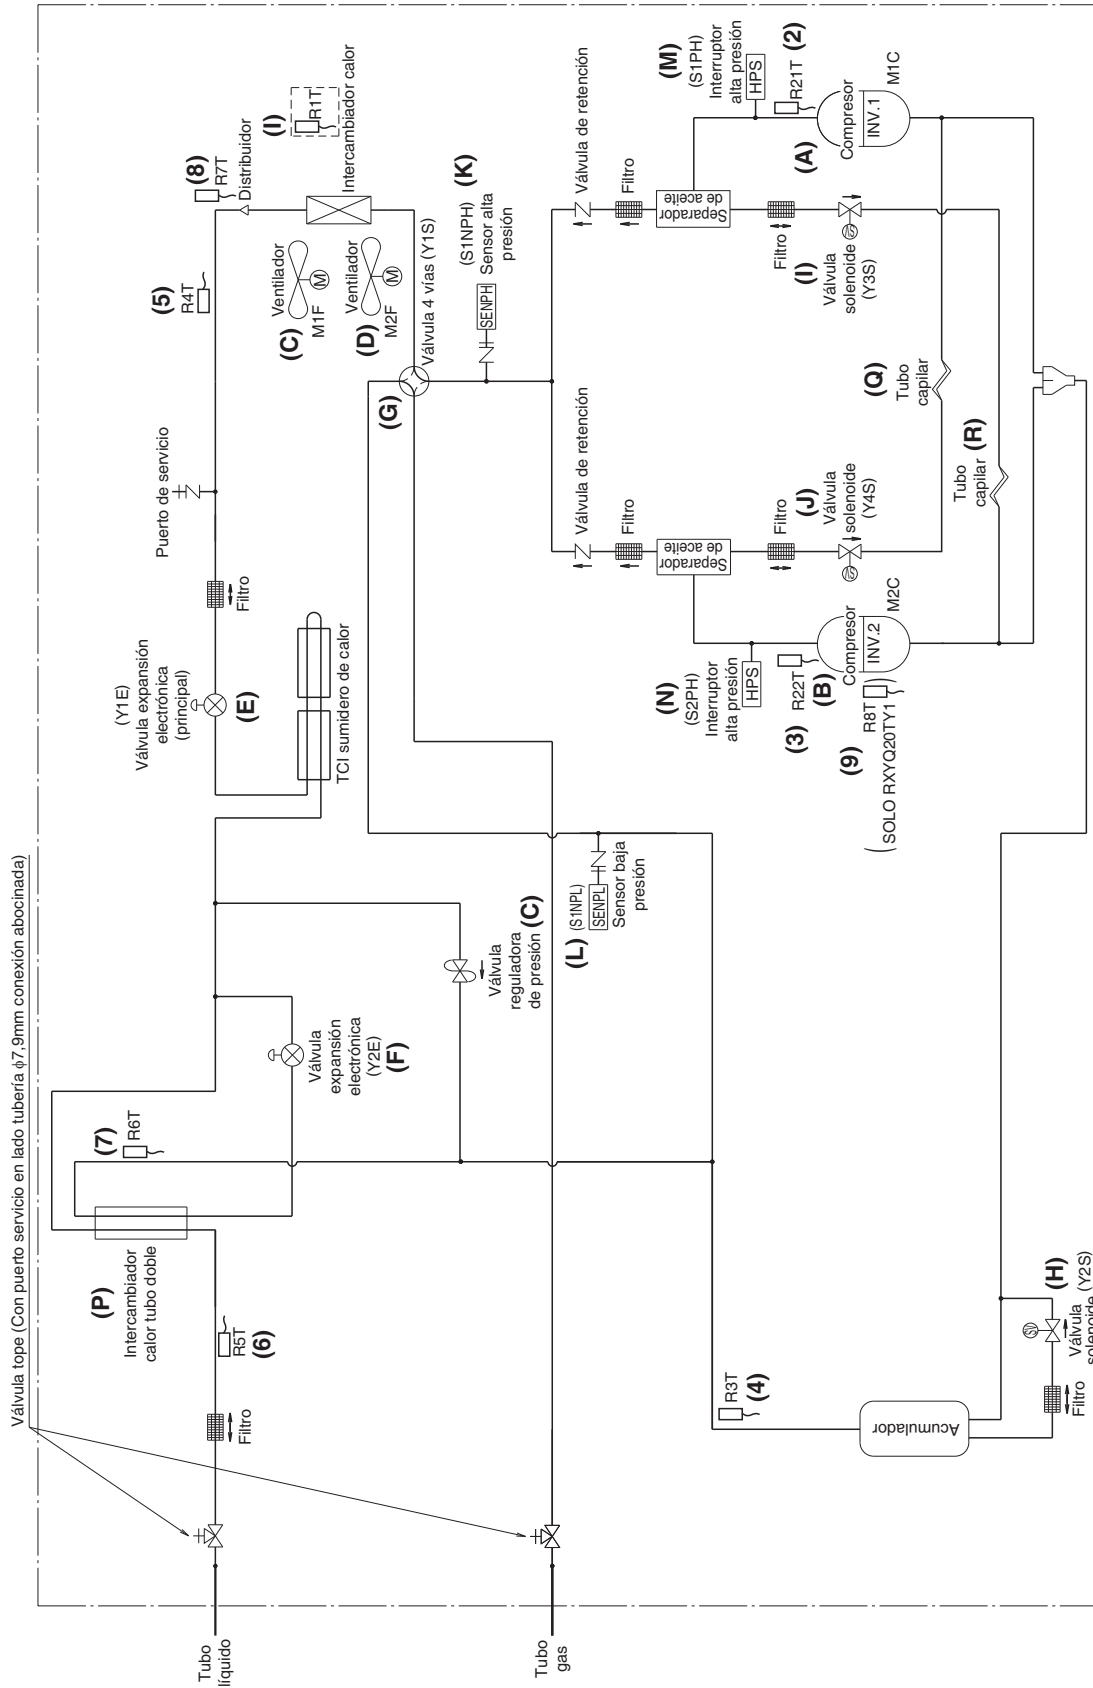 Válvula tope (Con puerto servicio en lado tubería ϕ7,9mm conexión abocinada)
Tubo
líquido
Filtro
R5T
(6)
(P)
Intercambiador
calor tubo doble
(7)
R6T
Válvula
expansión
electrónica
(Y2E)
(F)
Válvula
reguladora
de presión (C)
TCI sumidero de calor
(Y1E)
Válvula expansión
electrónica
(principal)
(E)
Filtro
Puerto de servicio
(5)
R4T
(8)
R7T
Distribuidor
(I)
R1T
Intercambiador calor
Ventilador
M
(C)
M1F
Ventilador
M
(D)
M2F
Válvula 4 vías (Y1S)
(G)
(K)
(S1NPH)
Sensor alta
presión
SENPH
Tubo
gas
(L)
(S1NPL)
SENPL
Sensor baja
presión
Válvula de retención
Filtro
Separador
de aceite
Filtro
(J)
Válvula
solenoide
(Y4S)
Válvula de retención
Filtro
Separador
de aceite
Filtro
(I)
Válvula
solenoide
(Y3S)
(M)
(S1PH)
Interruptor
alta presión
HPS
R21T
(2)
(A)
Compresor
INV.1
M1C
(N)
(S2PH)
Interruptor
alta presión
HPS
(3)
R22T
(B)
Compresor
INV.2
M2C
(9)
R8T
(SOLO RXYQ20TY1)
(Q)
Tubo
capilar
(R)
Tubo
capilar
R3T
(4)
Acumulador
Filtro
SV
(H)
Válvula
solenoide
(Y2S)